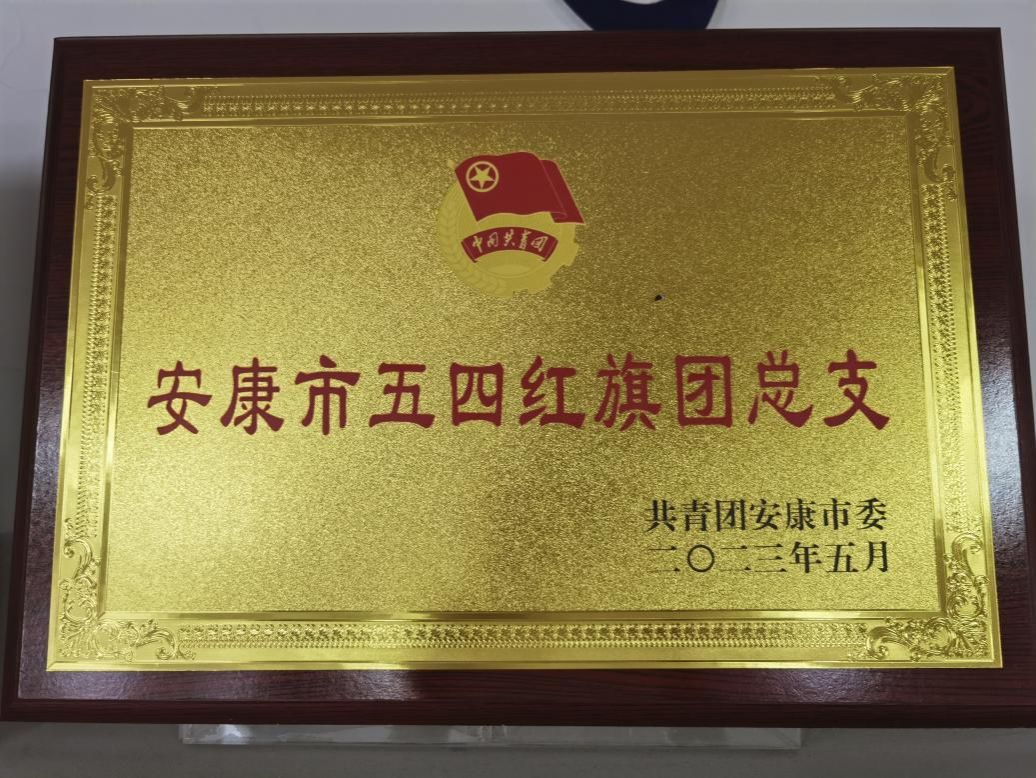 中国共青团
安康市五四红旗团总支
共青团安康市委
二〇二三年五月